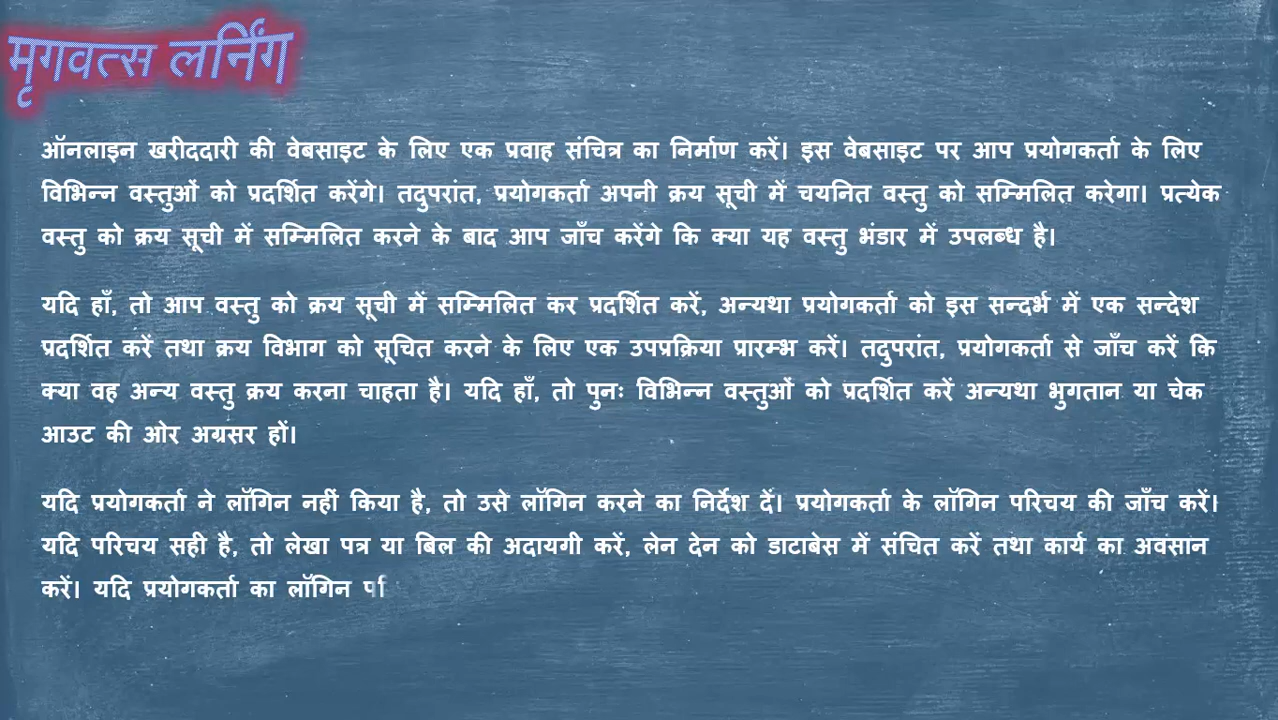 मृगवत्स लर्निंग
ऑनलाइन खरीददारी की वेबसाइट के लिए एक प्रवाह संचित्र का निर्माण करें। इस वेबसाइट पर आप प्रयोगकर्ता के लिए
विभिन्न वस्तुओं को प्रदर्शित करेंगे। तदुपरांत, प्रयोगकर्ता अपनी क्रय सूची में चयनित वस्तु को सम्मिलित करेगा। प्रत्येक
वस्तु को क्रय सूची में सम्मिलित करने के बाद आप जाँच करेंगे कि क्या यह वस्तु भंडार में उपलब्ध है।
यदि हाँ, तो आप वस्तु को क्रय सूची में सम्मिलित कर प्रदर्शित करें, अन्यथा प्रयोगकर्ता को इस सन्दर्भ में एक सन्देश
प्रदर्शित करें तथा क्रय विभाग को सूचित करने के लिए एक उपप्रक्रिया प्रारम्भ करें। तदुपरांत, प्रयोगकर्ता से जाँच करें कि
क्या वह अन्य वस्तु क्रय करना चाहता है। यदि हाँ, तो पुनः विभिन्न वस्तुओं को प्रदर्शित करें अन्यथा भुगतान या चेक
आउट की ओर अग्रसर हों।
यदि प्रयोगकर्ता ने लॉगिन नहीं किया है, तो उसे लॉगिन करने का निर्देश दें। प्रयोगकर्ता के लॉगिन परिचय की जाँच करें।
यदि परिचय सही है, तो लेखा पत्र या बिल की अदायगी करें, लेन देन को डाटाबेस में संचित करें तथा कार्य का अवसान
करें। यदि प्रयोगकर्ता का लॉगिन